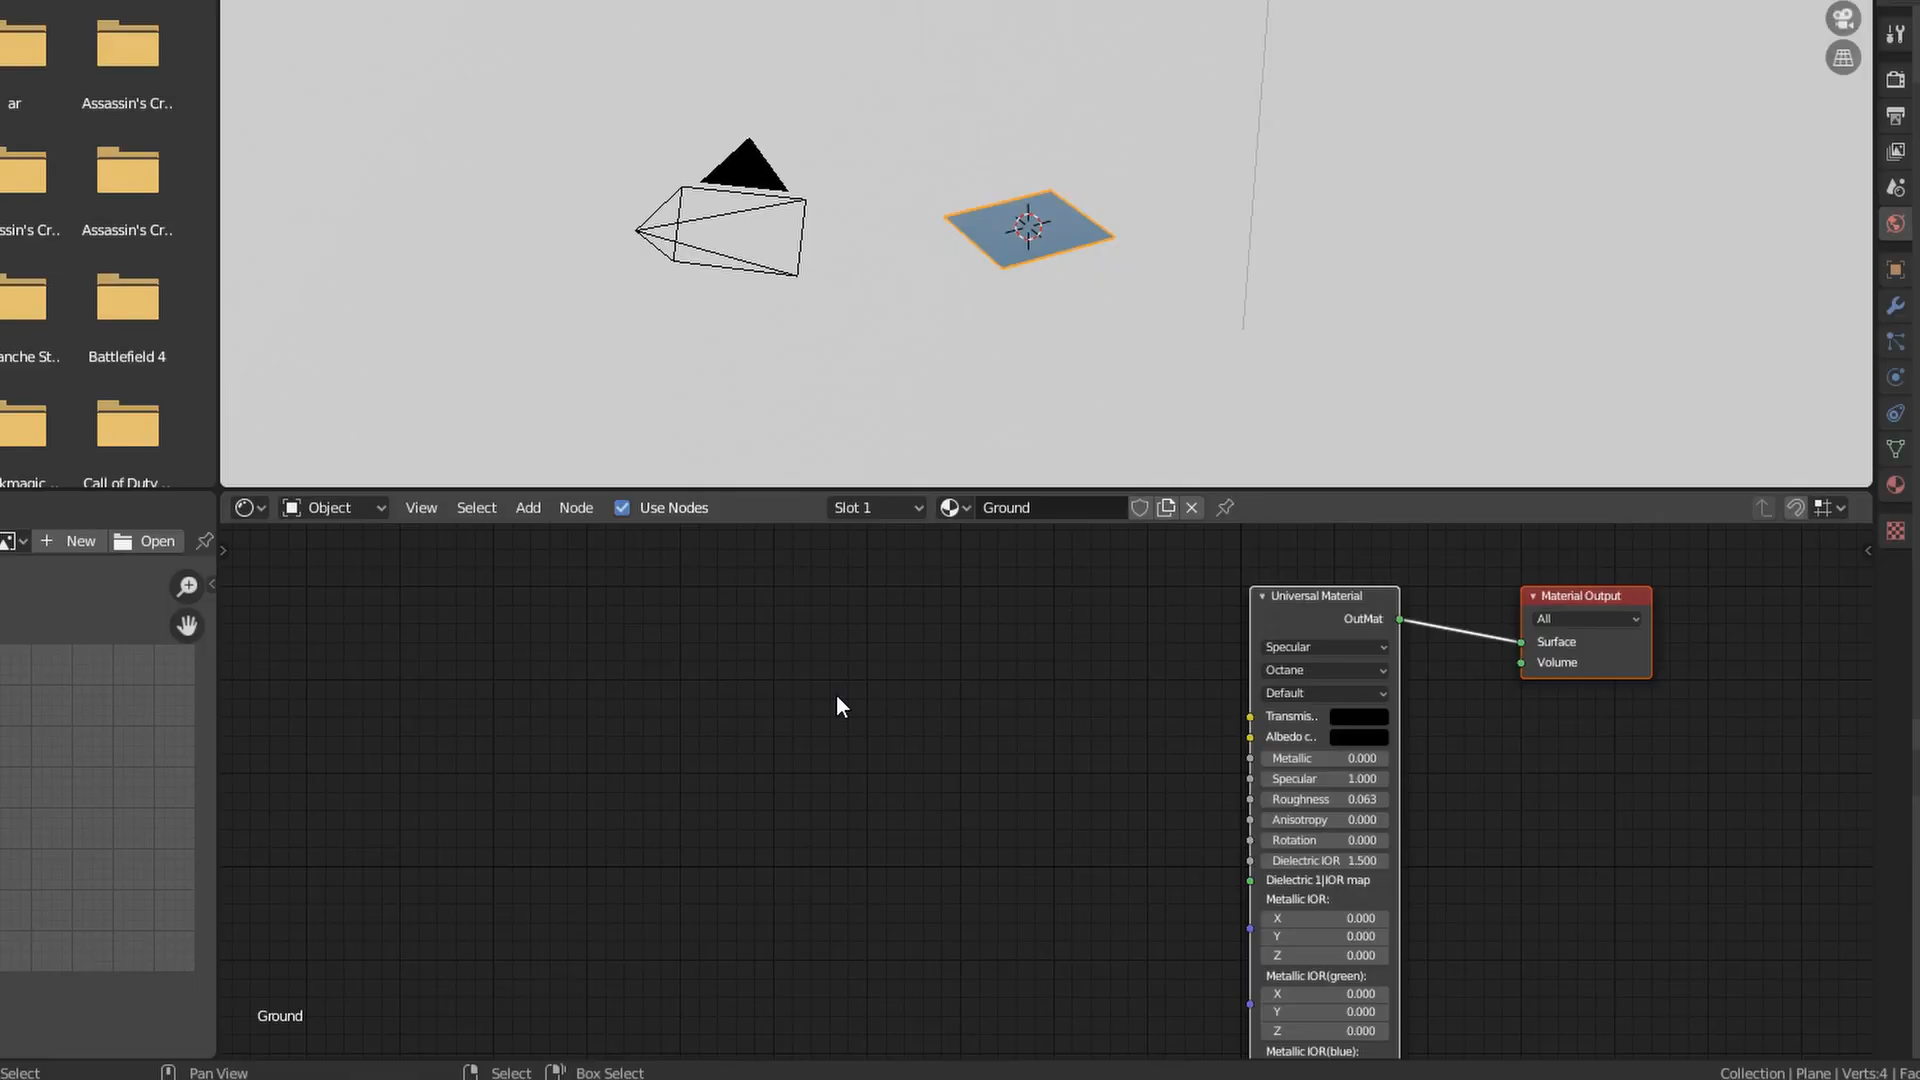 ar
Assassin's Cr..
ssin's Cr..
Assassin's Cr..
anche St..
Battlefield 4
kmagic ..
Call of Duty ..
New
Open
Object
View
Select
Add
Node
Use Nodes
Slot 1
Ground
Universal Material
OutMat
Specular
Octane
Default
Transmis..
Albedo c..
Metallic 0.000
Specular 1.000
Roughness 0.063
Anisotropy 0.000
Rotation 0.000
Dielectric IOR 1.500
Dielectric 1|IOR map
Metallic IOR:
X 0.000
Y 0.000
Z 0.000
Metallic IOR(green):
X 0.000
Y 0.000
Z 0.000
Metallic IOR(blue):
Material Output
All
Surface
Volume
Ground
Select
Pan View
Select
Box Select
Collection | Plane | Verts:4 | Fac